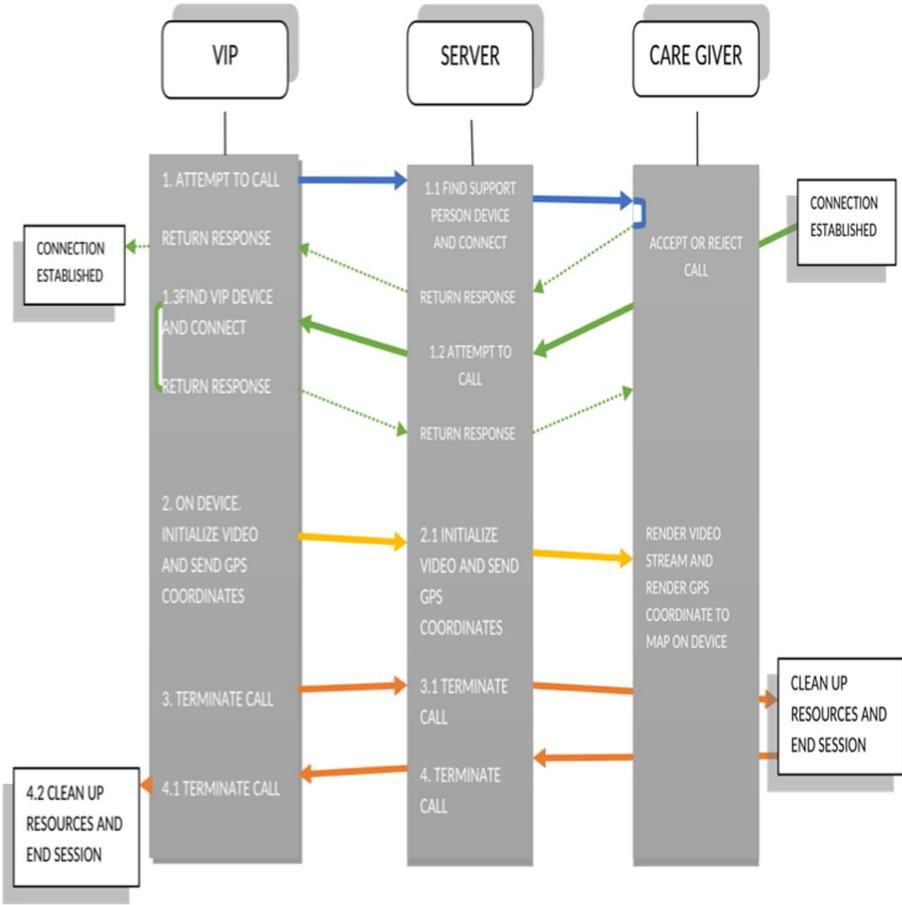 VIP
SERVER
CARE GIVER
1. ATTEMPT TO CALL
RETURN RESPONSE
1.3FIND VIP DEVICE
AND CONNECT
RETURN RESPONSE
2. ON DEVICE.
INITIALIZE VIDEO
AND SEND GPS
COORDINATES
3. TERMINATE CALL
4.1 TERMINATE CALL
CONNECTION
ESTABLISHED
4.2 CLEAN UP
RESOURCES AND
END SESSION
1.1 FIND SUPPORT
PERSON DEVICE
AND CONNECT
RETURN RESPONSE
1.2 ATTEMPT TO
CALL
RETURN RESPONSE
2.1 INITIALIZE
VIDEO AND SEND
GPS
COORDINATES
3.1 TERMINATE
CALL
4. TERMINATE
CALL
ACCEPT OR REJECT
CALL
RENDER VIDEO
STREAM AND
RENDER GPS
COORDINATE TO
MAP ON DEVICE
CONNECTION
ESTABLISHED
CLEAN UP
RESOURCES AND
END SESSION